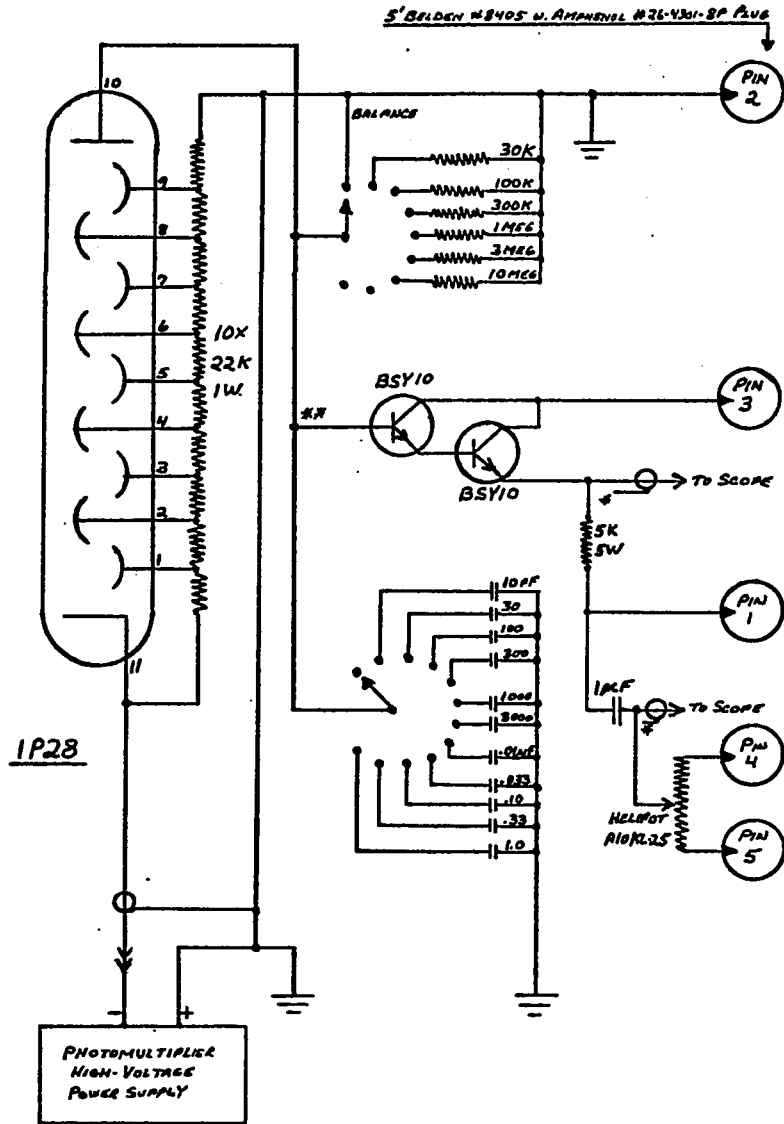 5' BELDEN #8405 W. AMPHENOL #26-4301-8P PLUG
PIN
2
10
BALANCE
30K
100K
300K
1MEG
3MEG
10MEG
9
8
7
6
5
4
3
2
1
11
10X
22K
1W.
BSY10
BSY10
PIN
3
TO SCOPE
*
5K
5W
PIN
1
10PF
30
100
300
1000
3000
.01µF
.033
.10
.33
1.0
1µF
TO SCOPE
PIN
4
HELIPOT
PIN
5
1P28
-
+
PHOTOMULTIPLIER
HIGH-VOLTAGE
POWER SUPPLY